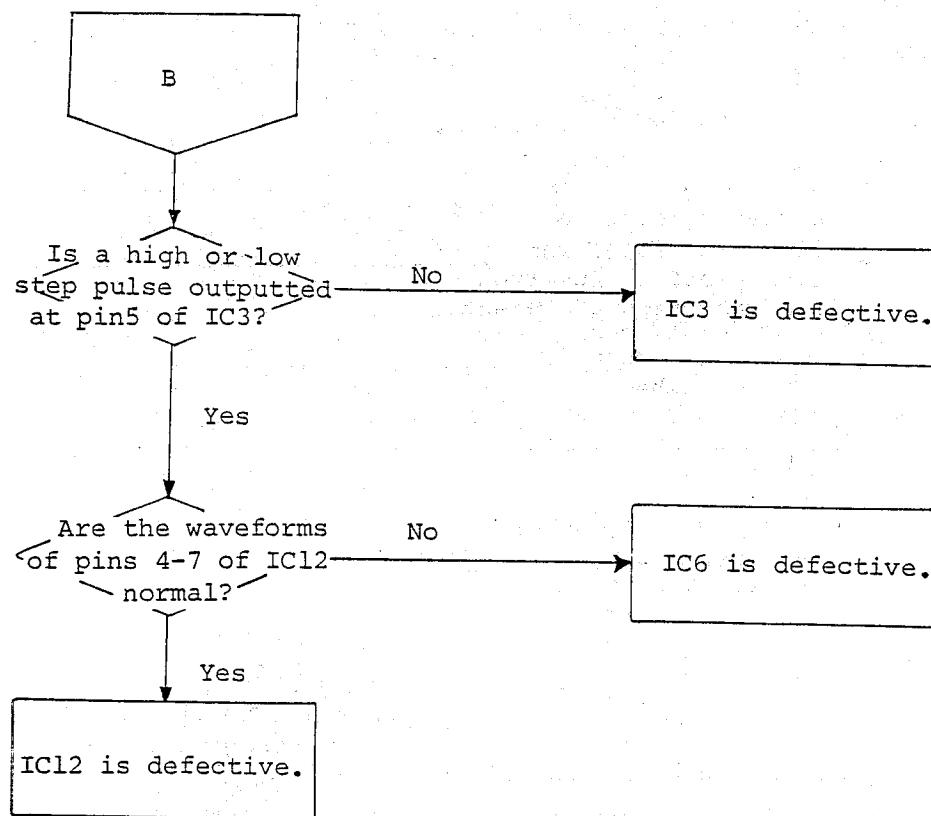 B
Is a high or low
step pulse outputted
at pin5 of IC3?
No
IC3 is defective.
Yes
Are the waveforms
of pins 4-7 of IC12
normal?
No
IC6 is defective.
Yes
IC12 is defective.